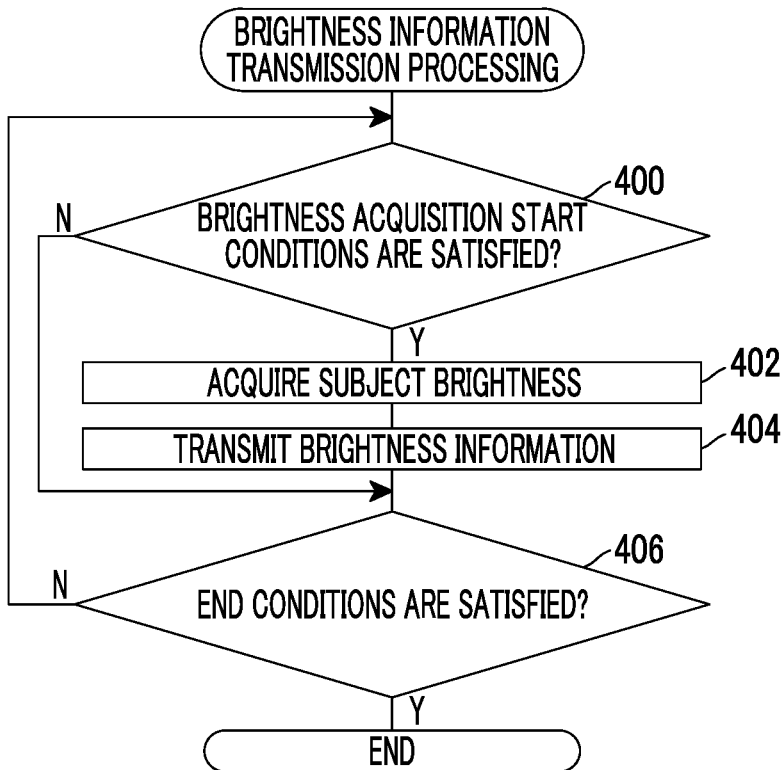 BRIGHTNESS INFORMATION
TRANSMISSION PROCESSING
400
N
BRIGHTNESS ACQUISITION START
CONDITIONS ARE SATISFIED?
Y
402
ACQUIRE SUBJECT BRIGHTNESS
404
TRANSMIT BRIGHTNESS INFORMATION
406
N
END CONDITIONS ARE SATISFIED?
Y
END